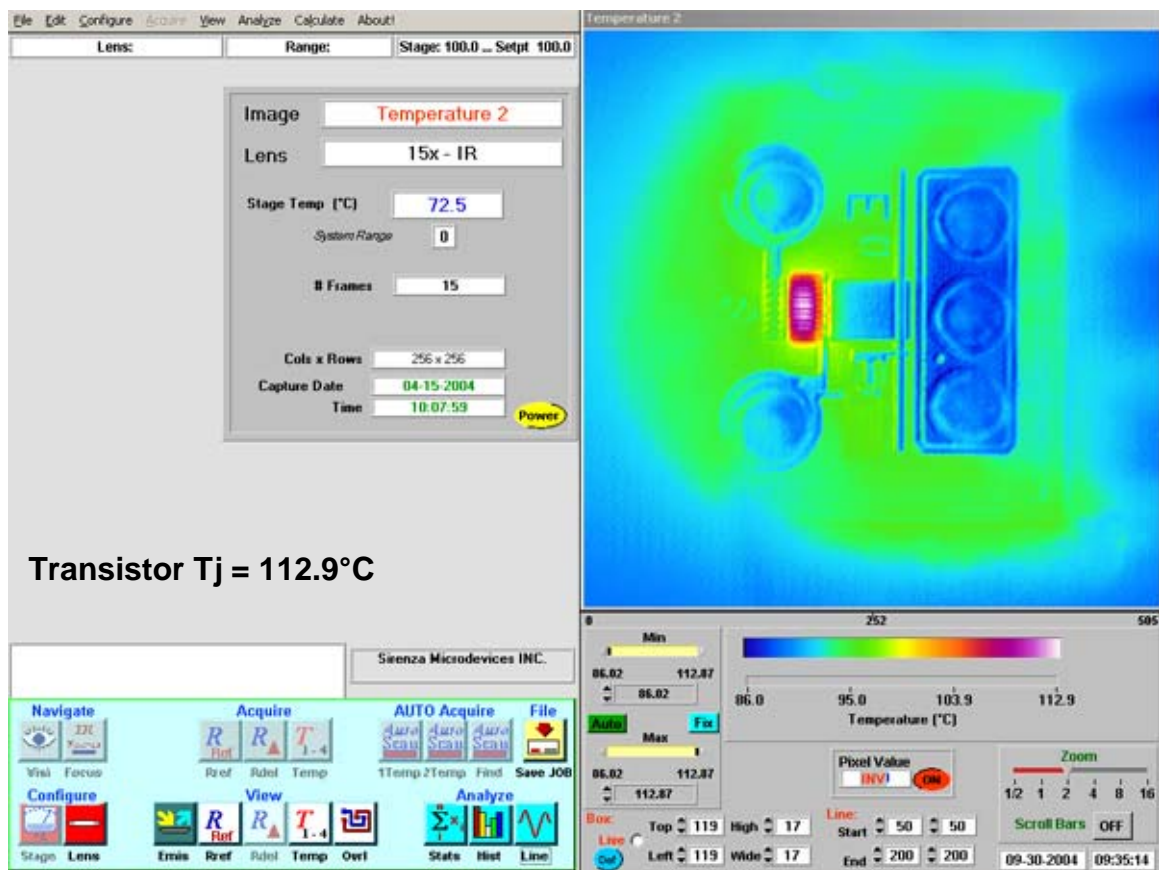 File Edit Configure Acquire View Analyze Calculate About!
Lens: Range: Stage: 100.0 ... Setpt 100.0
Image Temperature 2
Lens 15x - IR
Stage Temp (°C) 72.5
System Range 0
# Frames 15
Cols x Rows 256 x 256
Capture Date 04-15-2004
Time 10:07:59
Power
Transistor Tj = 112.9°C
Sirenza Microdevices INC.
Navigate Acquire AUTO Acquire File
Visi Focus Rref Rdel Temp 1Temp 2Temp Find Save JOB
Configure View Analyze
Stage Lens Emis Rref Rdel Temp Owrl Stats Hist Line
Temperature 2
0 252 505
Min
86.02 112.87
86.02
Auto Fix
Max
86.02 112.87
112.87
86.0 95.0 103.9 112.9
Temperature (°C)
Pixel Value
INV! ON
Zoom
1/2 1 2 4 8 16
Box:
Live
Def
Top 119 High 17
Left 119 Wide 17
Line:
Start 50 50
End 200 200
Scroll Bars OFF
09-30-2004 09:35:14